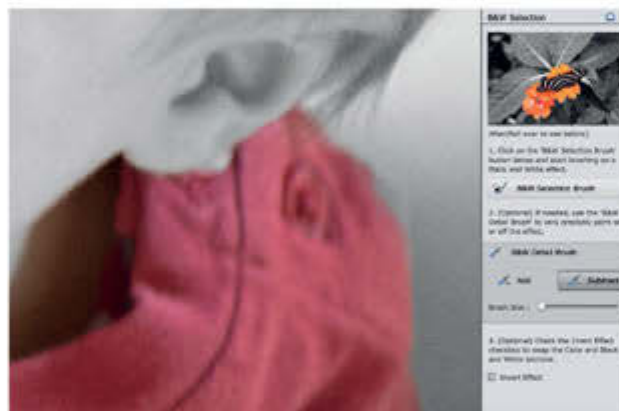 B&W Selection
After(Roll over to see before)
1. Click on the 'B&W Selection Brush'
button below and start brushing on a
Black and White effect.
B&W Selection Brush
2. (Optional) If needed, use the 'B&W
Detail Brush' to very precisely paint
or off the effect.
B&W Detail Brush
Add
Subtract
Brush Size :
3. (Optional) Check the Invert Effect
checkbox to swap the Color and Black
and White portions.
Invert Effect